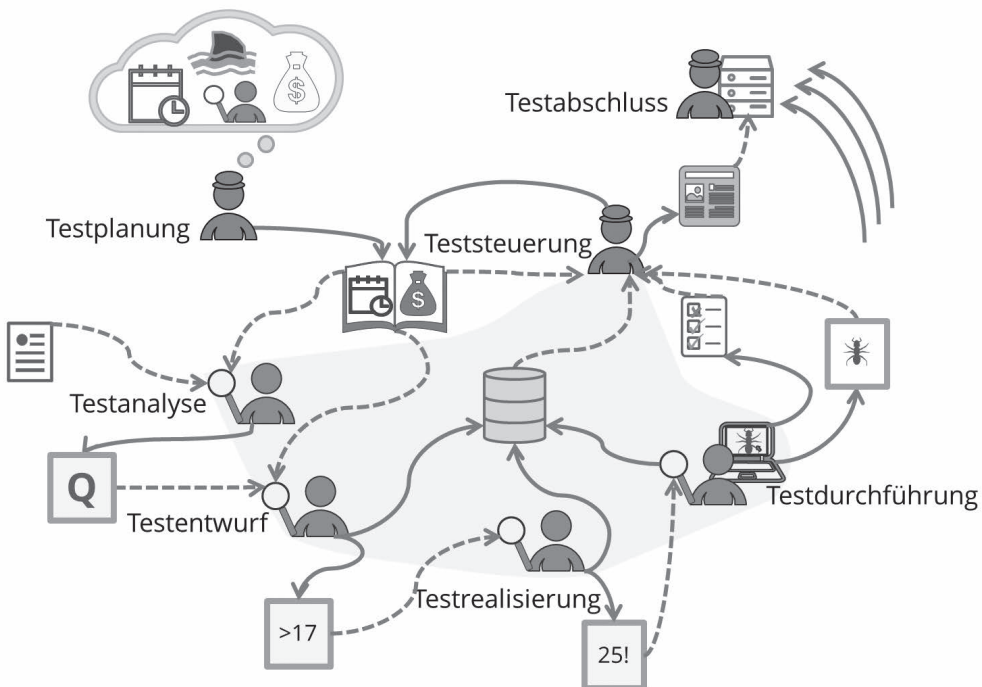 $
Testabschluss
Testplanung
Teststeuerung
$
Testanalyse
Q
Testentwurf
Testdurchführung
Testrealisierung
>17
25!